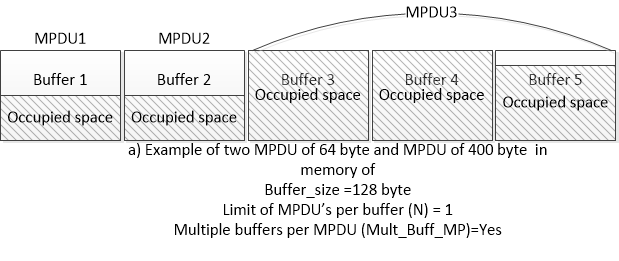 MPDU3
MPDU1
MPDU2
Buffer 1
Buffer 2
Buffer 3
Buffer 4
Buffer 5
Occupied space
Occupied space
Occupied space
Occupied space
Occupied space
a) Example of two MPDU of 64 byte and MPDU of 400 byte in
memory of
Buffer_size =128 byte
Limit of MPDU's per buffer (N) = 1
Multiple buffers per MPDU (Mult_Buff_MP)=Yes